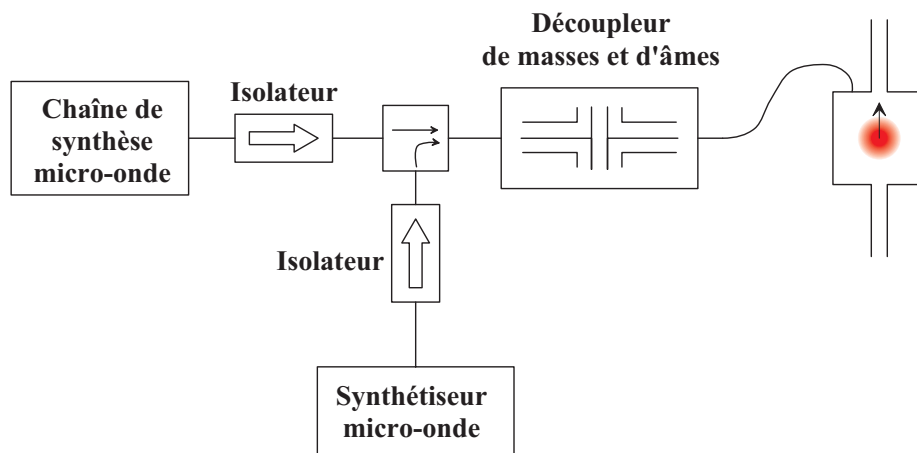 Découpleur
de masses et d'âmes
Isolateur
Chaîne de
synthèse
micro-onde
Isolateur
Synthétiseur
micro-onde